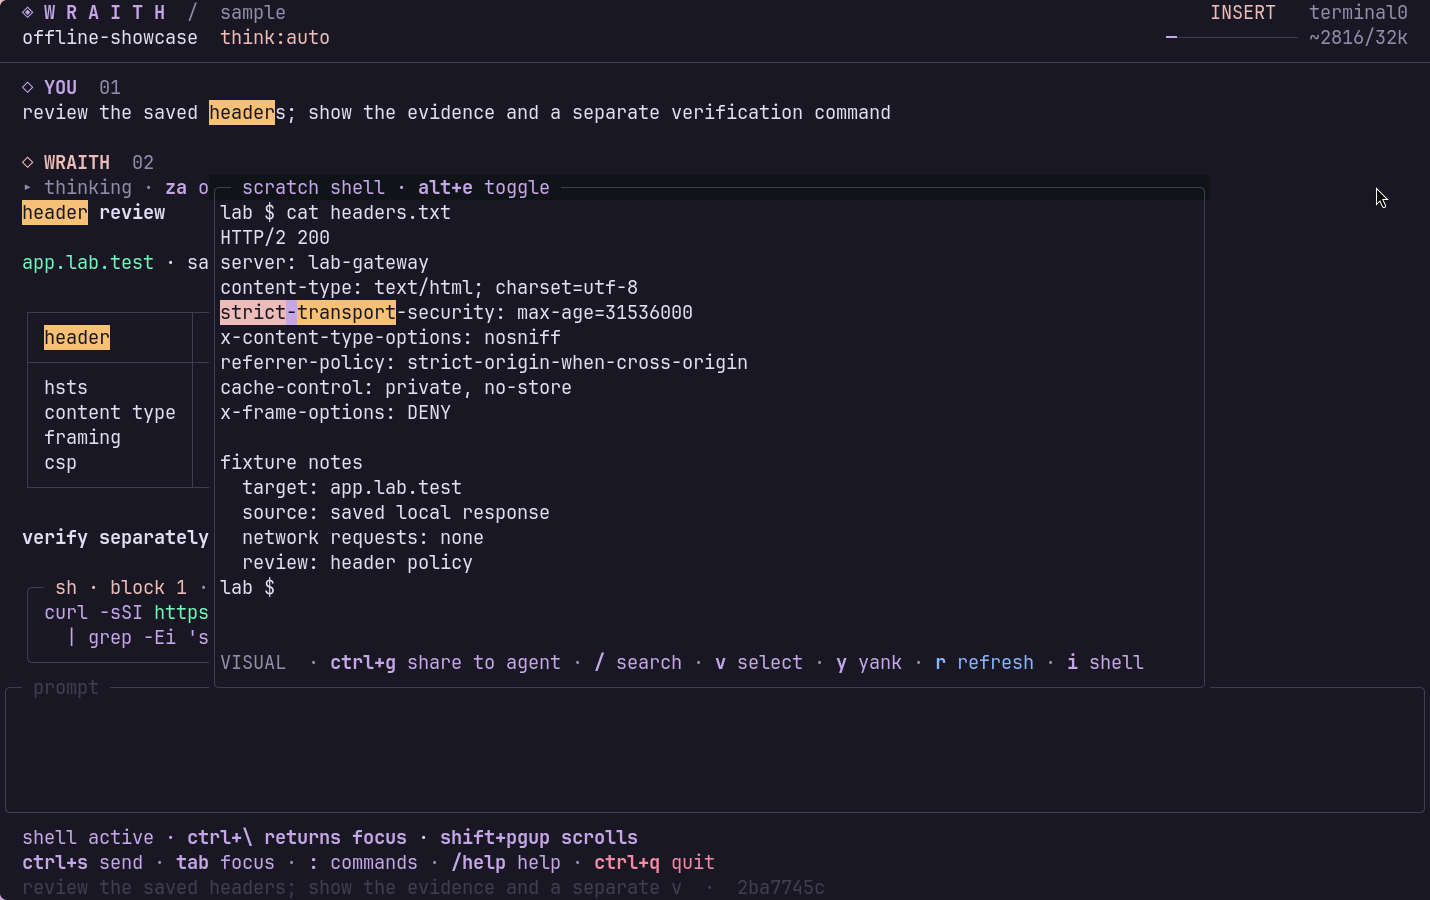 ◈ W R A I T H / sample INSERT terminal0
offline-showcase think:auto ~2816/32k
◇ YOU 01
review the saved headers; show the evidence and a separate verification command
◇ WRAITH 02
▸ thinking · za o
header review
app.lab.test · sa
header
hsts
content type
framing
csp
verify separately
sh · block 1 ·
curl -sSI https
| grep -Ei 's
scratch shell · alt+e toggle
lab $ cat headers.txt
HTTP/2 200
server: lab-gateway
content-type: text/html; charset=utf-8
strict-transport-security: max-age=31536000
x-content-type-options: nosniff
referrer-policy: strict-origin-when-cross-origin
cache-control: private, no-store
x-frame-options: DENY
fixture notes
target: app.lab.test
source: saved local response
network requests: none
review: header policy
lab $
VISUAL · ctrl+g share to agent · / search · v select · y yank · r refresh · i shell
prompt
shell active · ctrl+\ returns focus · shift+pgup scrolls
ctrl+s send · tab focus · : commands · /help help · ctrl+q quit
review the saved headers; show the evidence and a separate v · 2ba7745c